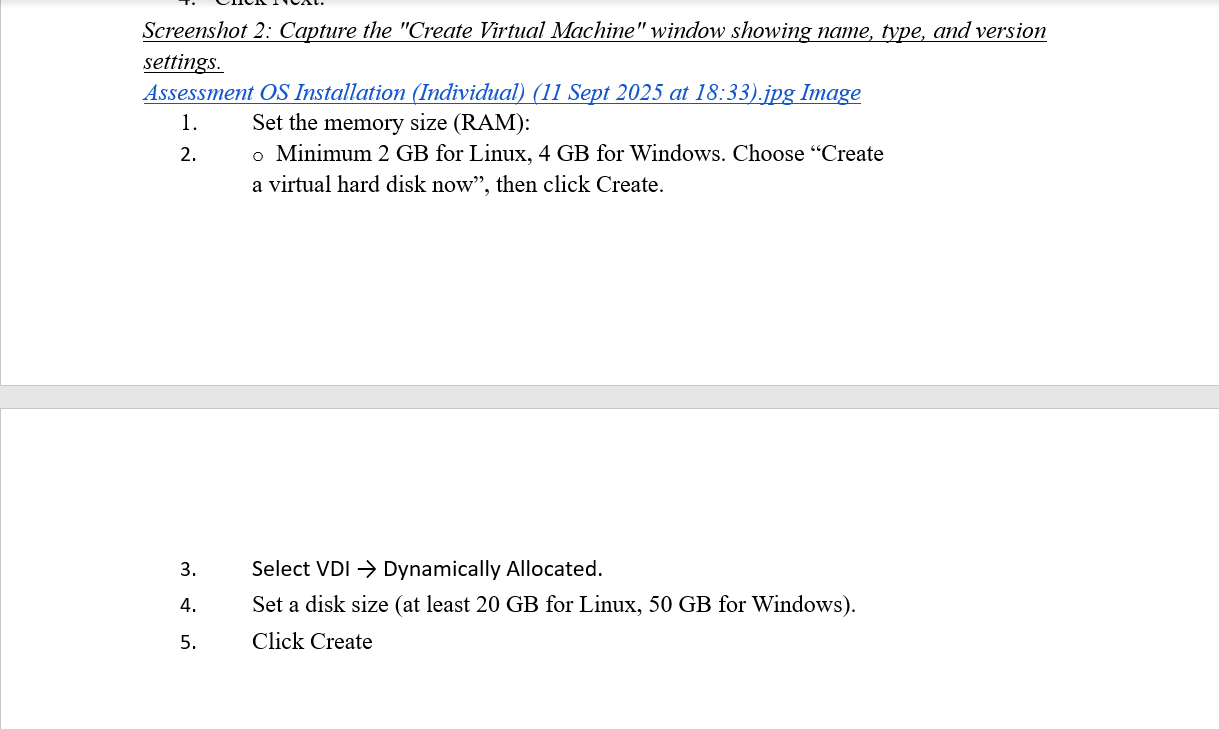 4. Click Next.
Screenshot 2: Capture the "Create Virtual Machine" window showing name, type, and version
settings.
Assessment OS Installation (Individual) (11 Sept 2025 at 18:33).jpg Image
1. Set the memory size (RAM):
2. o Minimum 2 GB for Linux, 4 GB for Windows. Choose “Create
a virtual hard disk now”, then click Create.
3. Select VDI → Dynamically Allocated.
4. Set a disk size (at least 20 GB for Linux, 50 GB for Windows).
5. Click Create